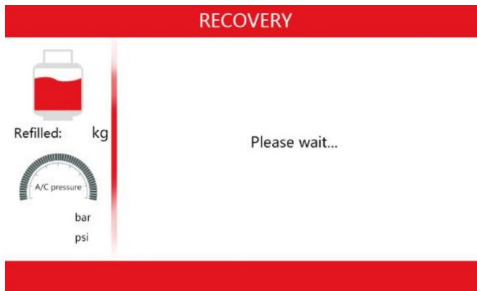 RECOVERY
Refilled: kg
Please wait...
A/C pressure
bar
psi